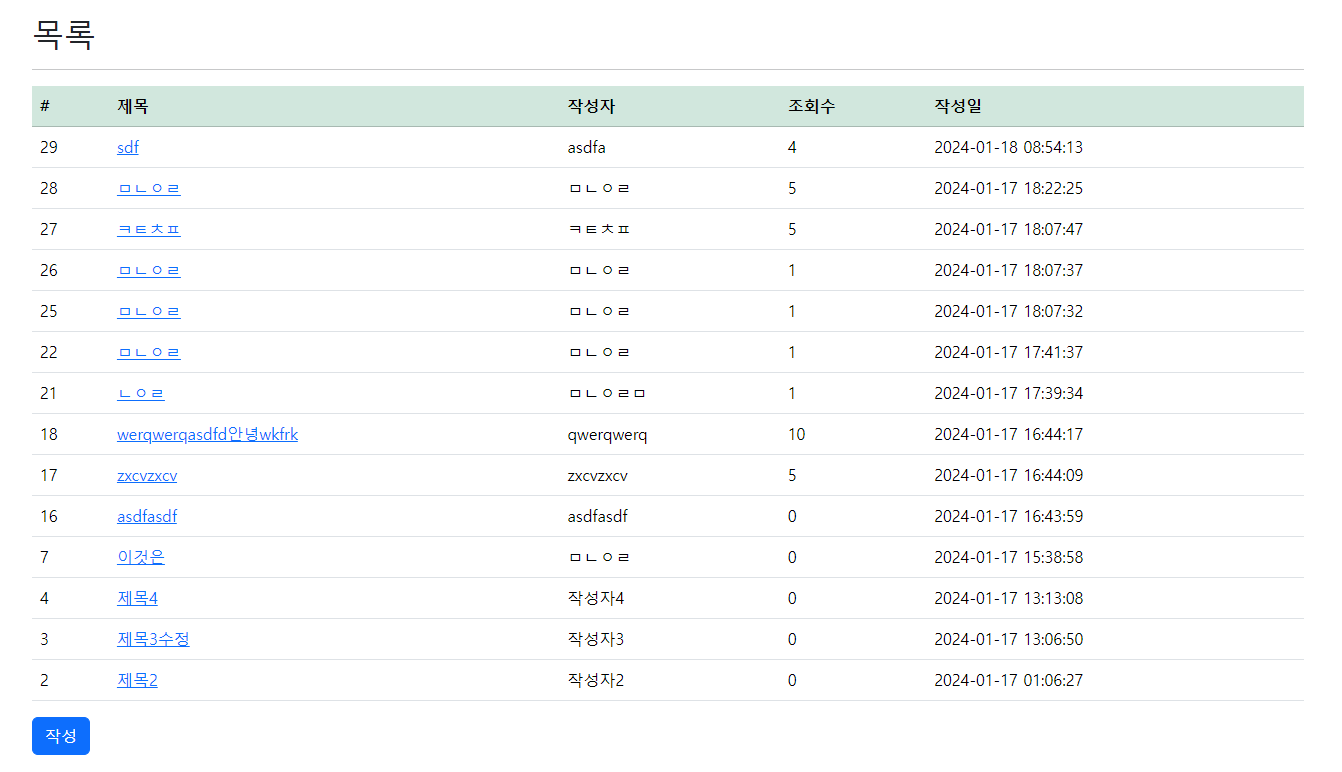 목록
# 제목 작성자 조회수 작성일
29 sdf asdfa 4 2024-01-18 08:54:13
28 ㅁㄴㅇㄹ ㅁㄴㅇㄹ 5 2024-01-17 18:22:25
27 ㅋㅌㅊㅍ ㅋㅌㅊㅍ 5 2024-01-17 18:07:47
26 ㅁㄴㅇㄹ ㅁㄴㅇㄹ 1 2024-01-17 18:07:37
25 ㅁㄴㅇㄹ ㅁㄴㅇㄹ 1 2024-01-17 18:07:32
22 ㅁㄴㅇㄹ ㅁㄴㅇㄹ 1 2024-01-17 17:41:37
21 ㄴㅇㄹ ㅁㄴㅇㄹㅁ 1 2024-01-17 17:39:34
18 werqwerqasdfd안녕wkfrk qwerqwerq 10 2024-01-17 16:44:17
17 zxcvzxcv zxcvzxcv 5 2024-01-17 16:44:09
16 asdfasdf asdfasdf 0 2024-01-17 16:43:59
7 이것은 ㅁㄴㅇㄹ 0 2024-01-17 15:38:58
4 제목4 작성자4 0 2024-01-17 13:13:08
3 제목3수정 작성자3 0 2024-01-17 13:06:50
2 제목2 작성자2 0 2024-01-17 01:06:27
작성